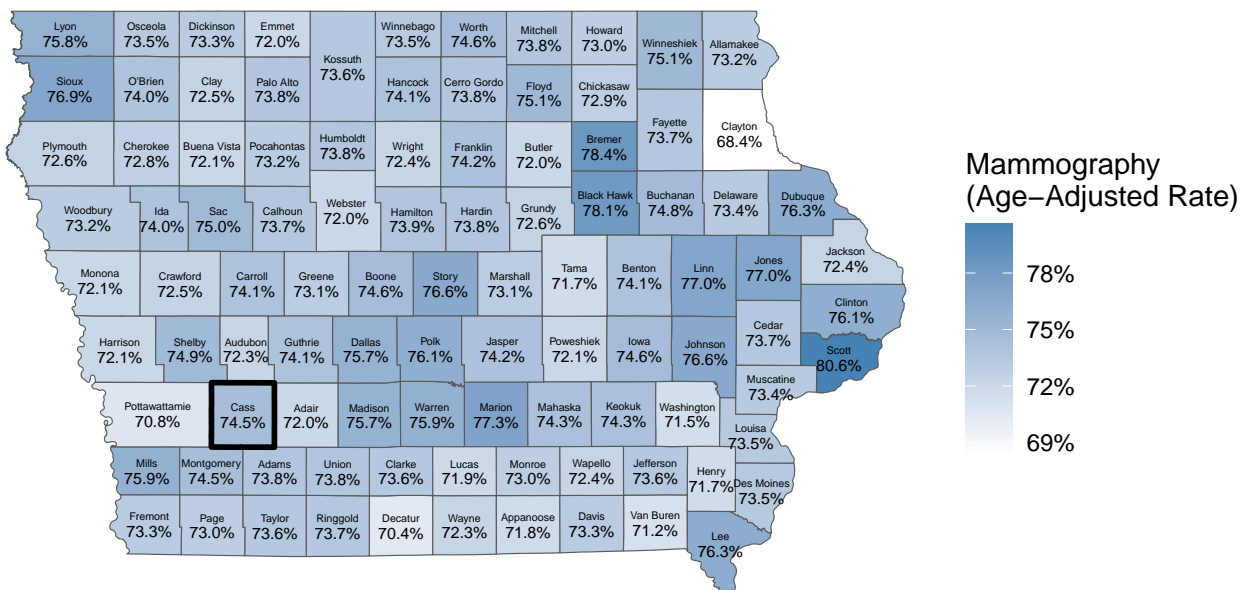 Lyon
75.8%
Osceola
73.5%
Dickinson
73.3%
Emmet
72.0%
Kossuth
73.6%
Winnebago
73.5%
Worth
74.6%
Mitchell
73.8%
Howard
73.0%
Winneshiek
75.1%
Allamakee
73.2%
Sioux
76.9%
O'Brien
74.0%
Clay
72.5%
Palo Alto
73.8%
Hancock
74.1%
Cerro Gordo
73.8%
Floyd
75.1%
Chickasaw
72.9%
Fayette
73.7%
Clayton
68.4%
Plymouth
72.6%
Cherokee
72.8%
Buena Vista
72.1%
Pocahontas
73.2%
Humboldt
73.8%
Wright
72.4%
Franklin
74.2%
Butler
72.0%
Bremer
78.4%
Woodbury
73.2%
Ida
74.0%
Sac
75.0%
Calhoun
73.7%
Webster
72.0%
Hamilton
73.9%
Hardin
73.8%
Grundy
72.6%
Black Hawk
78.1%
Buchanan
74.8%
Delaware
73.4%
Dubuque
76.3%
Monona
72.1%
Crawford
72.5%
Carroll
74.1%
Greene
73.1%
Boone
74.6%
Story
76.6%
Marshall
73.1%
Tama
71.7%
Benton
74.1%
Linn
77.0%
Jones
77.0%
Jackson
72.4%
Clinton
76.1%
Harrison
72.1%
Shelby
74.9%
Audubon
72.3%
Guthrie
74.1%
Dallas
75.7%
Polk
76.1%
Jasper
74.2%
Poweshiek
72.1%
Iowa
74.6%
Johnson
76.6%
Cedar
73.7%
Scott
80.6%
Muscatine
73.4%
Pottawattamie
70.8%
Cass
74.5%
Adair
72.0%
Madison
75.7%
Warren
75.9%
Marion
77.3%
Mahaska
74.3%
Keokuk
74.3%
Washington
71.5%
Louisa
73.5%
Mills
75.9%
Montgomery
74.5%
Adams
73.8%
Union
73.8%
Clarke
73.6%
Lucas
71.9%
Monroe
73.0%
Wapello
72.4%
Jefferson
73.6%
Henry
71.7%
Des Moines
73.5%
Fremont
73.3%
Page
73.0%
Taylor
73.6%
Ringgold
73.7%
Decatur
70.4%
Wayne
72.3%
Appanoose
71.8%
Davis
73.3%
Van Buren
71.2%
Lee
76.3%
Mammography
(Age−Adjusted Rate)
78%
75%
72%
69%